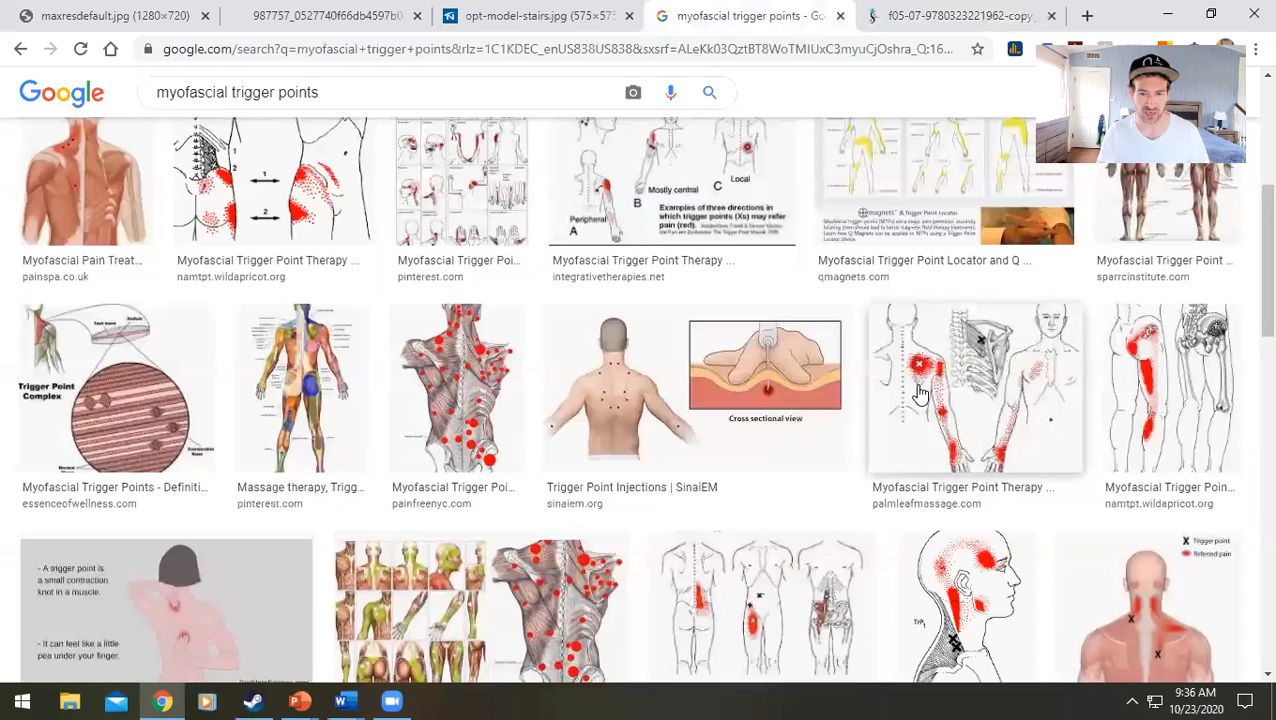 maxresdefault.jpg (1280×720)
987757_0527740f66db4597b0
opt-model-stairs.jpg (575×57
myofascial trigger points - Go
f05-07-9780323221962-copy
google.com/search?q=myofascial+trigger+points&rlz=1C1KDEC_enUS838US838&sxsrf=ALeKk03QztBT8WoTMIUxC3myuCjOshra_Q:16...
Google
myofascial trigger points
1
2
Peripheral
A
B
Mostly central
C
Local
Examples of three directions in
which trigger points (Xs) may refer
pain (red).
Qmagnets & Trigger Point Locator
Myofascial Pain Treat...
painspa.co.uk
Myofascial Trigger Point Therapy ...
namtpt.wildapricot.org
Myofascial Trigger Poi...
pinterest.com
Myofascial Trigger Point Therapy ...
integrativetherapies.net
Myofascial Trigger Point Locator and Q ...
qmagnets.com
Myofascial Trigger Point ...
sparrcinstitute.com
Trigger Point
Complex
Cross sectional view
Myofascial Trigger Points - Definiti...
essenceofwellness.com
Massage therapy, Trigg...
pinterest.com
Myofascial Trigger Poi...
painfreenyc.com
Trigger Point Injections | SinaiEM
sinaiem.org
Myofascial Trigger Point Therapy ...
palmleafmassage.com
Myofascial Trigger Poin...
namtpt.wildapricot.org
- A trigger point is
a small contraction
knot in a muscle.
- It can feel like a little
pea under your finger.
X Trigger point
Referred pain
9:36 AM
10/23/2020